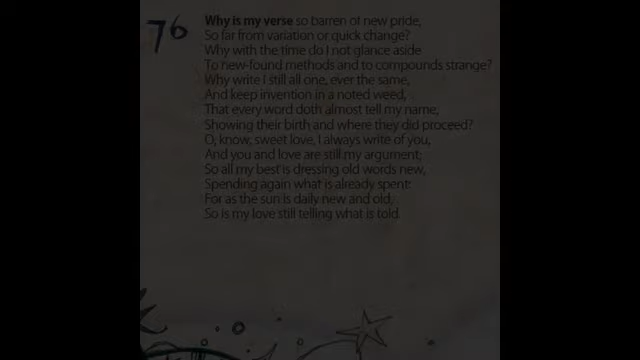 76
Why is my verse so barren of new pride,
So far from variation or quick change?
Why with the time do I not glance aside
To new-found methods and to compounds strange?
Why write I still all one, ever the same,
And keep invention in a noted weed,
That every word doth almost tell my name,
Showing their birth and where they did proceed?
O, know, sweet love, I always write of you,
And you and love are still my argument;
So all my best is dressing old words new,
Spending again what is already spent:
For as the sun is daily new and old,
So is my love still telling what is told